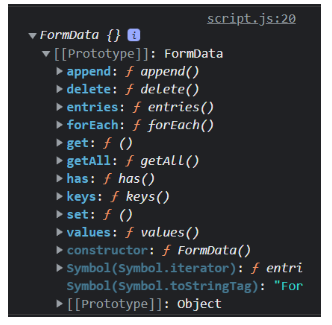 script.js:20
FormData {} i
[[Prototype]]: FormData
append: ƒ append()
delete: ƒ delete()
entries: ƒ entries()
forEach: ƒ forEach()
get: ƒ ()
getAll: ƒ getAll()
has: ƒ has()
keys: ƒ keys()
set: ƒ ()
values: ƒ values()
constructor: ƒ FormData()
Symbol(Symbol.iterator): ƒ entri
Symbol(Symbol.toStringTag): "For
[[Prototype]]: Object